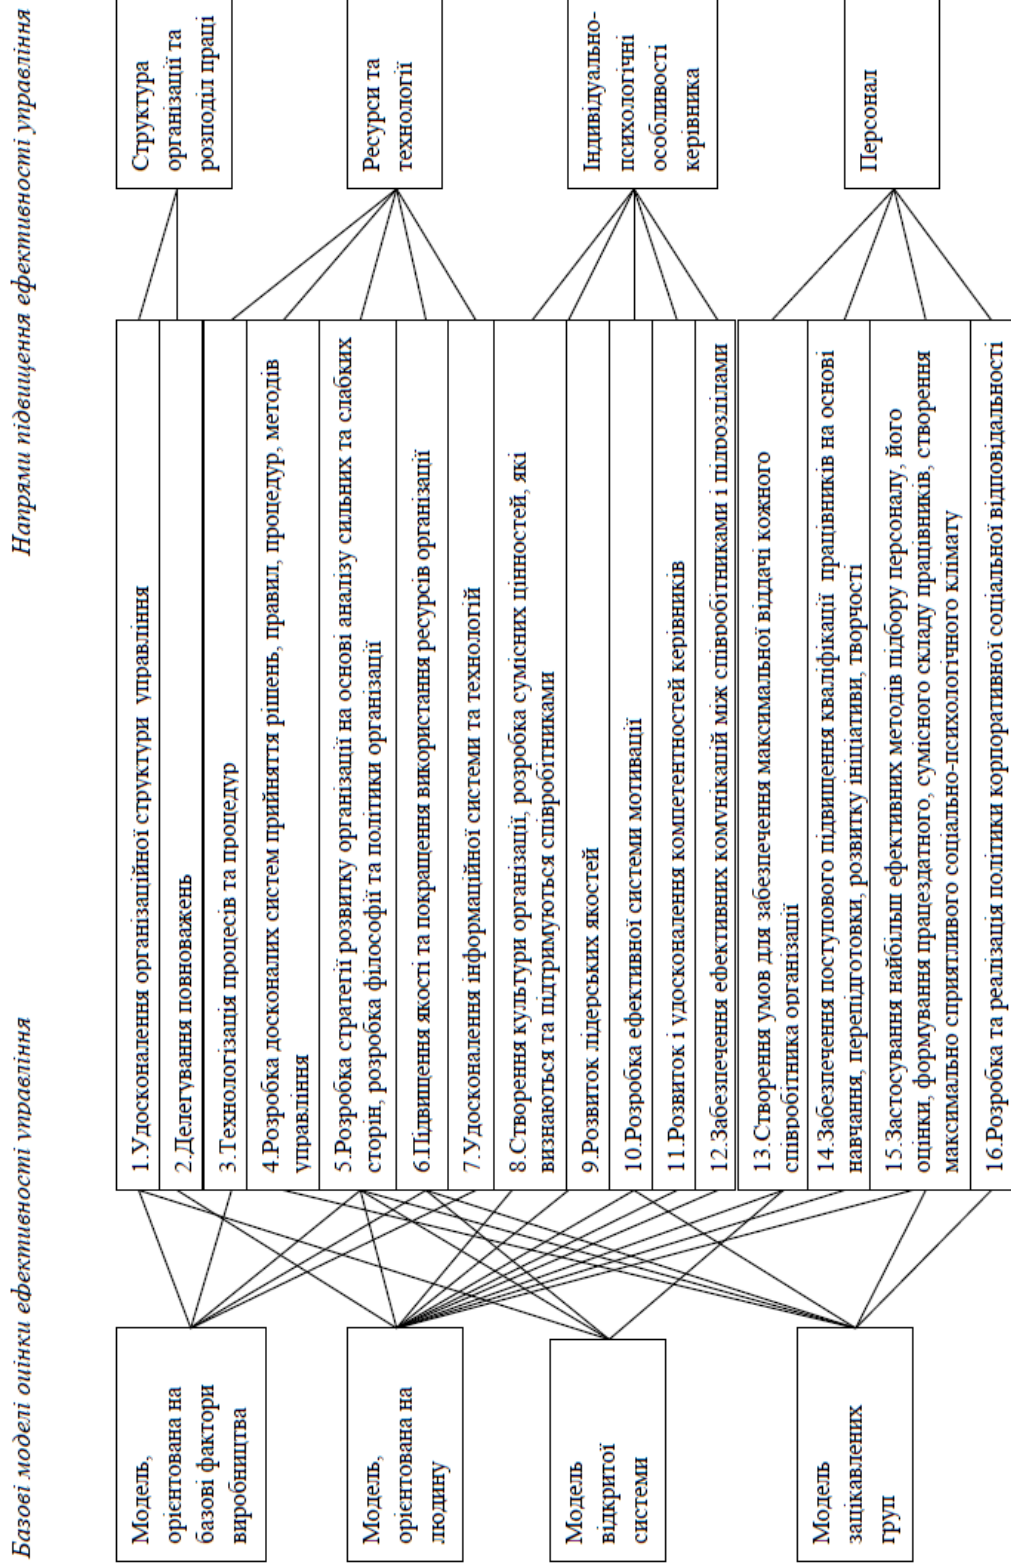 Базові моделі оцінки ефективності управління
Напрями підвищення ефективності управління
Модель,
орієнтована на
базові фактори
виробництва
Модель,
орієнтована на
людину
Модель
відкритої
системи
Модель
зацікавлених
груп
1.Удосконалення організаційної структури управління
2.Делегування повноважень
3.Технологізація процесів та процедур
4.Розробка досконалих систем прийняття рішень, правил, процедур, методів
управління
5.Розробка стратегії розвитку організації на основі аналізу сильних та слабких
сторін, розробка філософії та політики організації
6.Підвищення якості та покращення використання ресурсів організації
7.Удосконалення інформаційної системи та технологій
8.Створення культури організації, розробка сумісних цінностей, які
визнаються та підтримуються співробітниками
9.Розвиток лідерських якостей
10.Розробка ефективної системи мотивації
11.Розвиток і удосконалення компетентностей керівників
12.Забезпечення ефективних комунікацій між співробітниками і підрозділами
13.Створення умов для забезпечення максимальної віддачі кожного
співробітника організації
14.Забезпечення поступового підвищення кваліфікації працівників на основі
навчання, перепідготовки, розвитку ініціативи, творчості
15.Застосування найбільш ефективних методів підбору персоналу, його
оцінки, формування працездатного, сумісного складу працівників, створення
максимально сприятливого соціально-психологічного клімату
16.Розробка та реалізація політики корпоративної соціальної відповідальності
Структура
організації та
розподіл праці
Ресурси та
технології
Індивідуально-
психологічні
особливості
керівника
Персонал